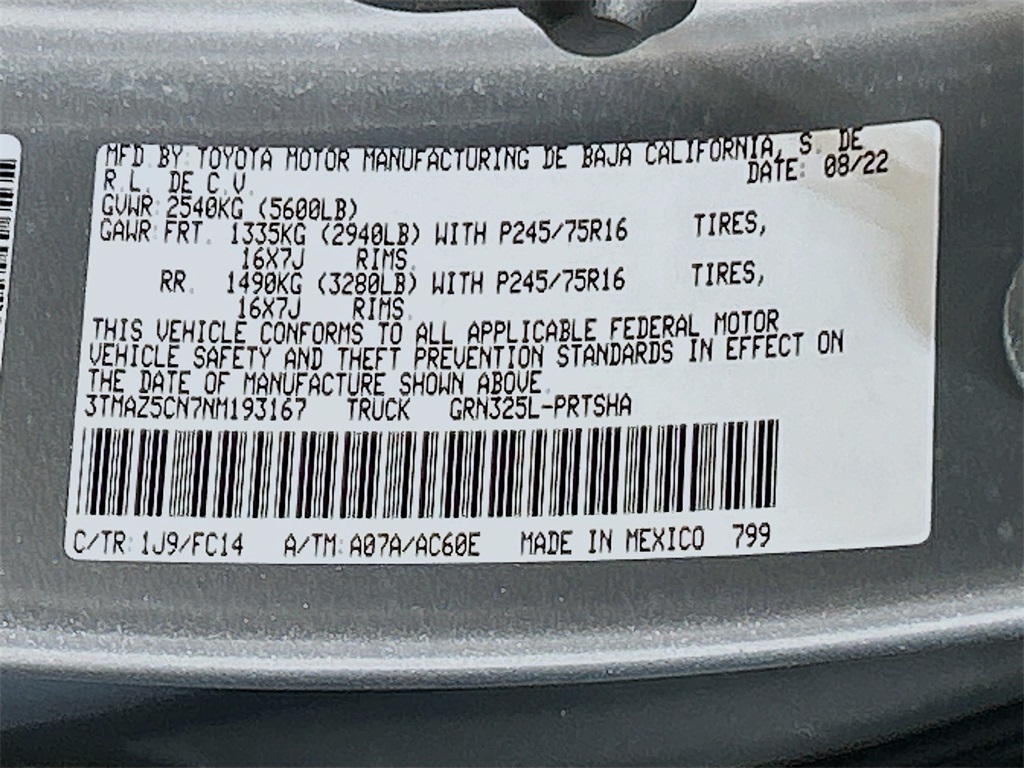 MFD BY: TOYOTA MOTOR MANUFACTURING DE BAJA CALIFORNIA, S. DE
R.L. DE C.V. DATE: 08/22
GVWR: 2540KG (5600LB)
GAWR: FRT. 1335KG (2940LB) WITH P245/75R16 TIRES,
16X7J RIMS.
RR. 1490KG (3280LB) WITH P245/75R16 TIRES,
16X7J RIMS.
THIS VEHICLE CONFORMS TO ALL APPLICABLE FEDERAL MOTOR
VEHICLE SAFETY AND THEFT PREVENTION STANDARDS IN EFFECT ON
THE DATE OF MANUFACTURE SHOWN ABOVE.
3TMAZ5CN7NM193167 TRUCK GRN325L-PRTSHA
C/TR: 1J9/FC14 A/TM: A07A/AC60E MADE IN MEXICO 799